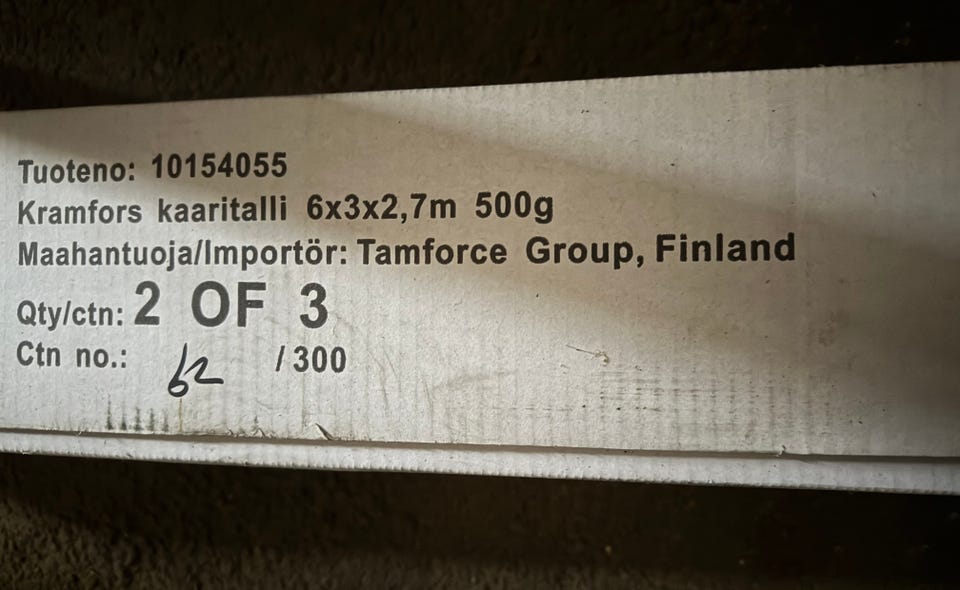 Tuoteno: 10154055
Kramfors kaaritalli 6x3x2,7m 500g
Maahantuoja/Importör: Tamforce Group, Finland
Qty/ctn: 2 OF 3
Ctn no.: 62 /300